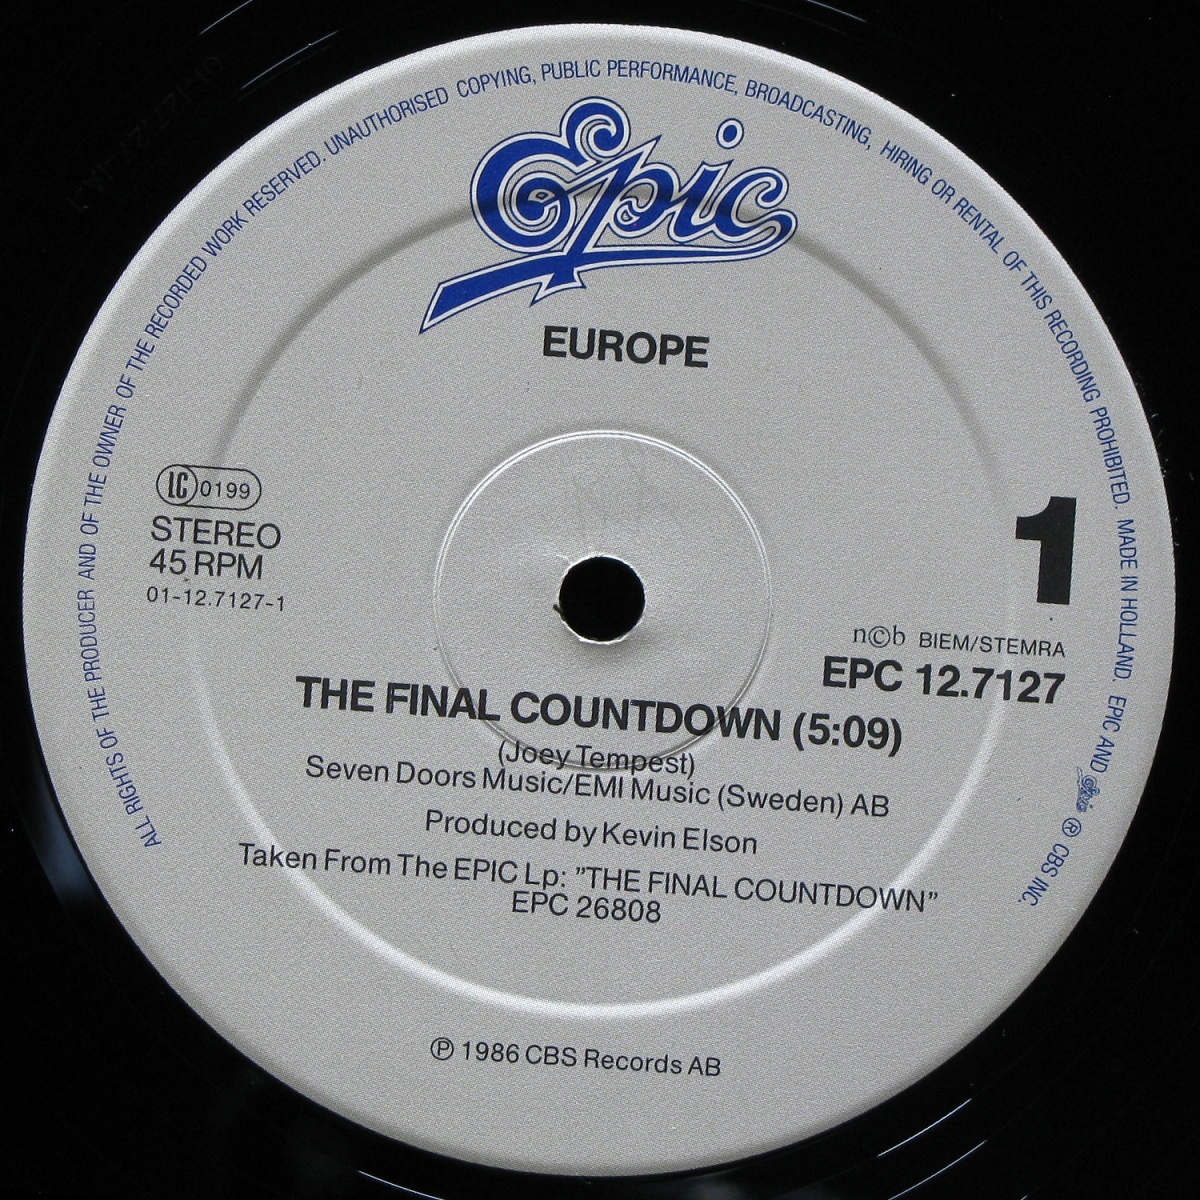 ALL RIGHTS OF THE PRODUCER AND OF THE OWNER OF THE RECORDED WORK RESERVED. UNAUTHORISED COPYING, PUBLIC PERFORMANCE, BROADCASTING, HIRING OR RENTAL OF THIS RECORDING PROHIBITED. MADE IN HOLLAND. EPIC AND Epic ® CBS INC.
Epic
EUROPE
LC 0199
STEREO
45 RPM
01-12.7127-1
1
n©b BIEM/STEMRA
EPC 12.7127
THE FINAL COUNTDOWN (5:09)
(Joey Tempest)
Seven Doors Music/EMI Music (Sweden) AB
Produced by Kevin Elson
Taken From The EPIC Lp: ”THE FINAL COUNTDOWN”
EPC 26808
℗ 1986 CBS Records AB